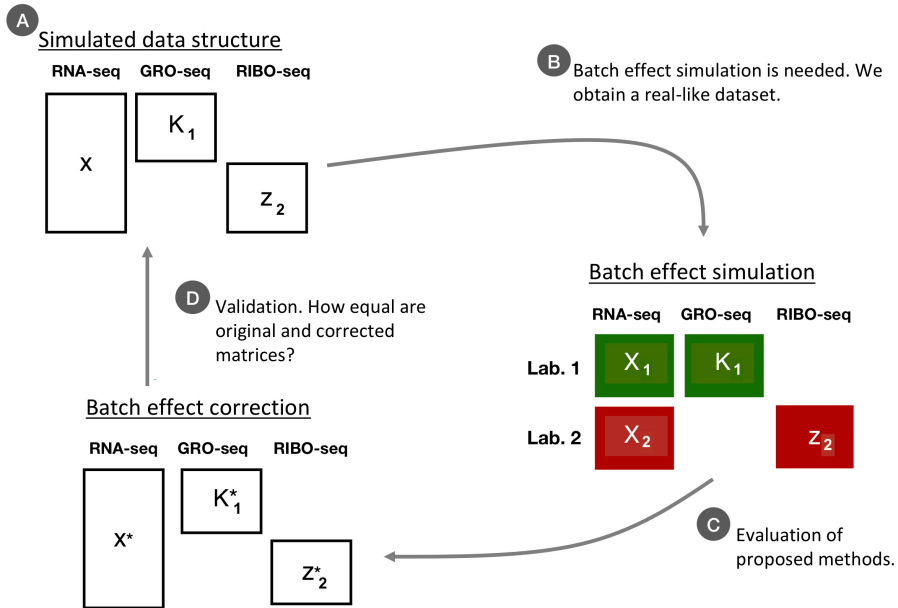 A
Simulated data structure
RNA-seq GRO-seq RIBO-seq
X
K1
Z2
B
Batch effect simulation is needed. We
obtain a real-like dataset.
Batch effect simulation
RNA-seq GRO-seq RIBO-seq
Lab. 1
X1
K1
Lab. 2
X2
Z2
C
Evaluation of
proposed methods.
D
Validation. How equal are
original and corrected
matrices?
Batch effect correction
RNA-seq GRO-seq RIBO-seq
X*
K*1
Z*2